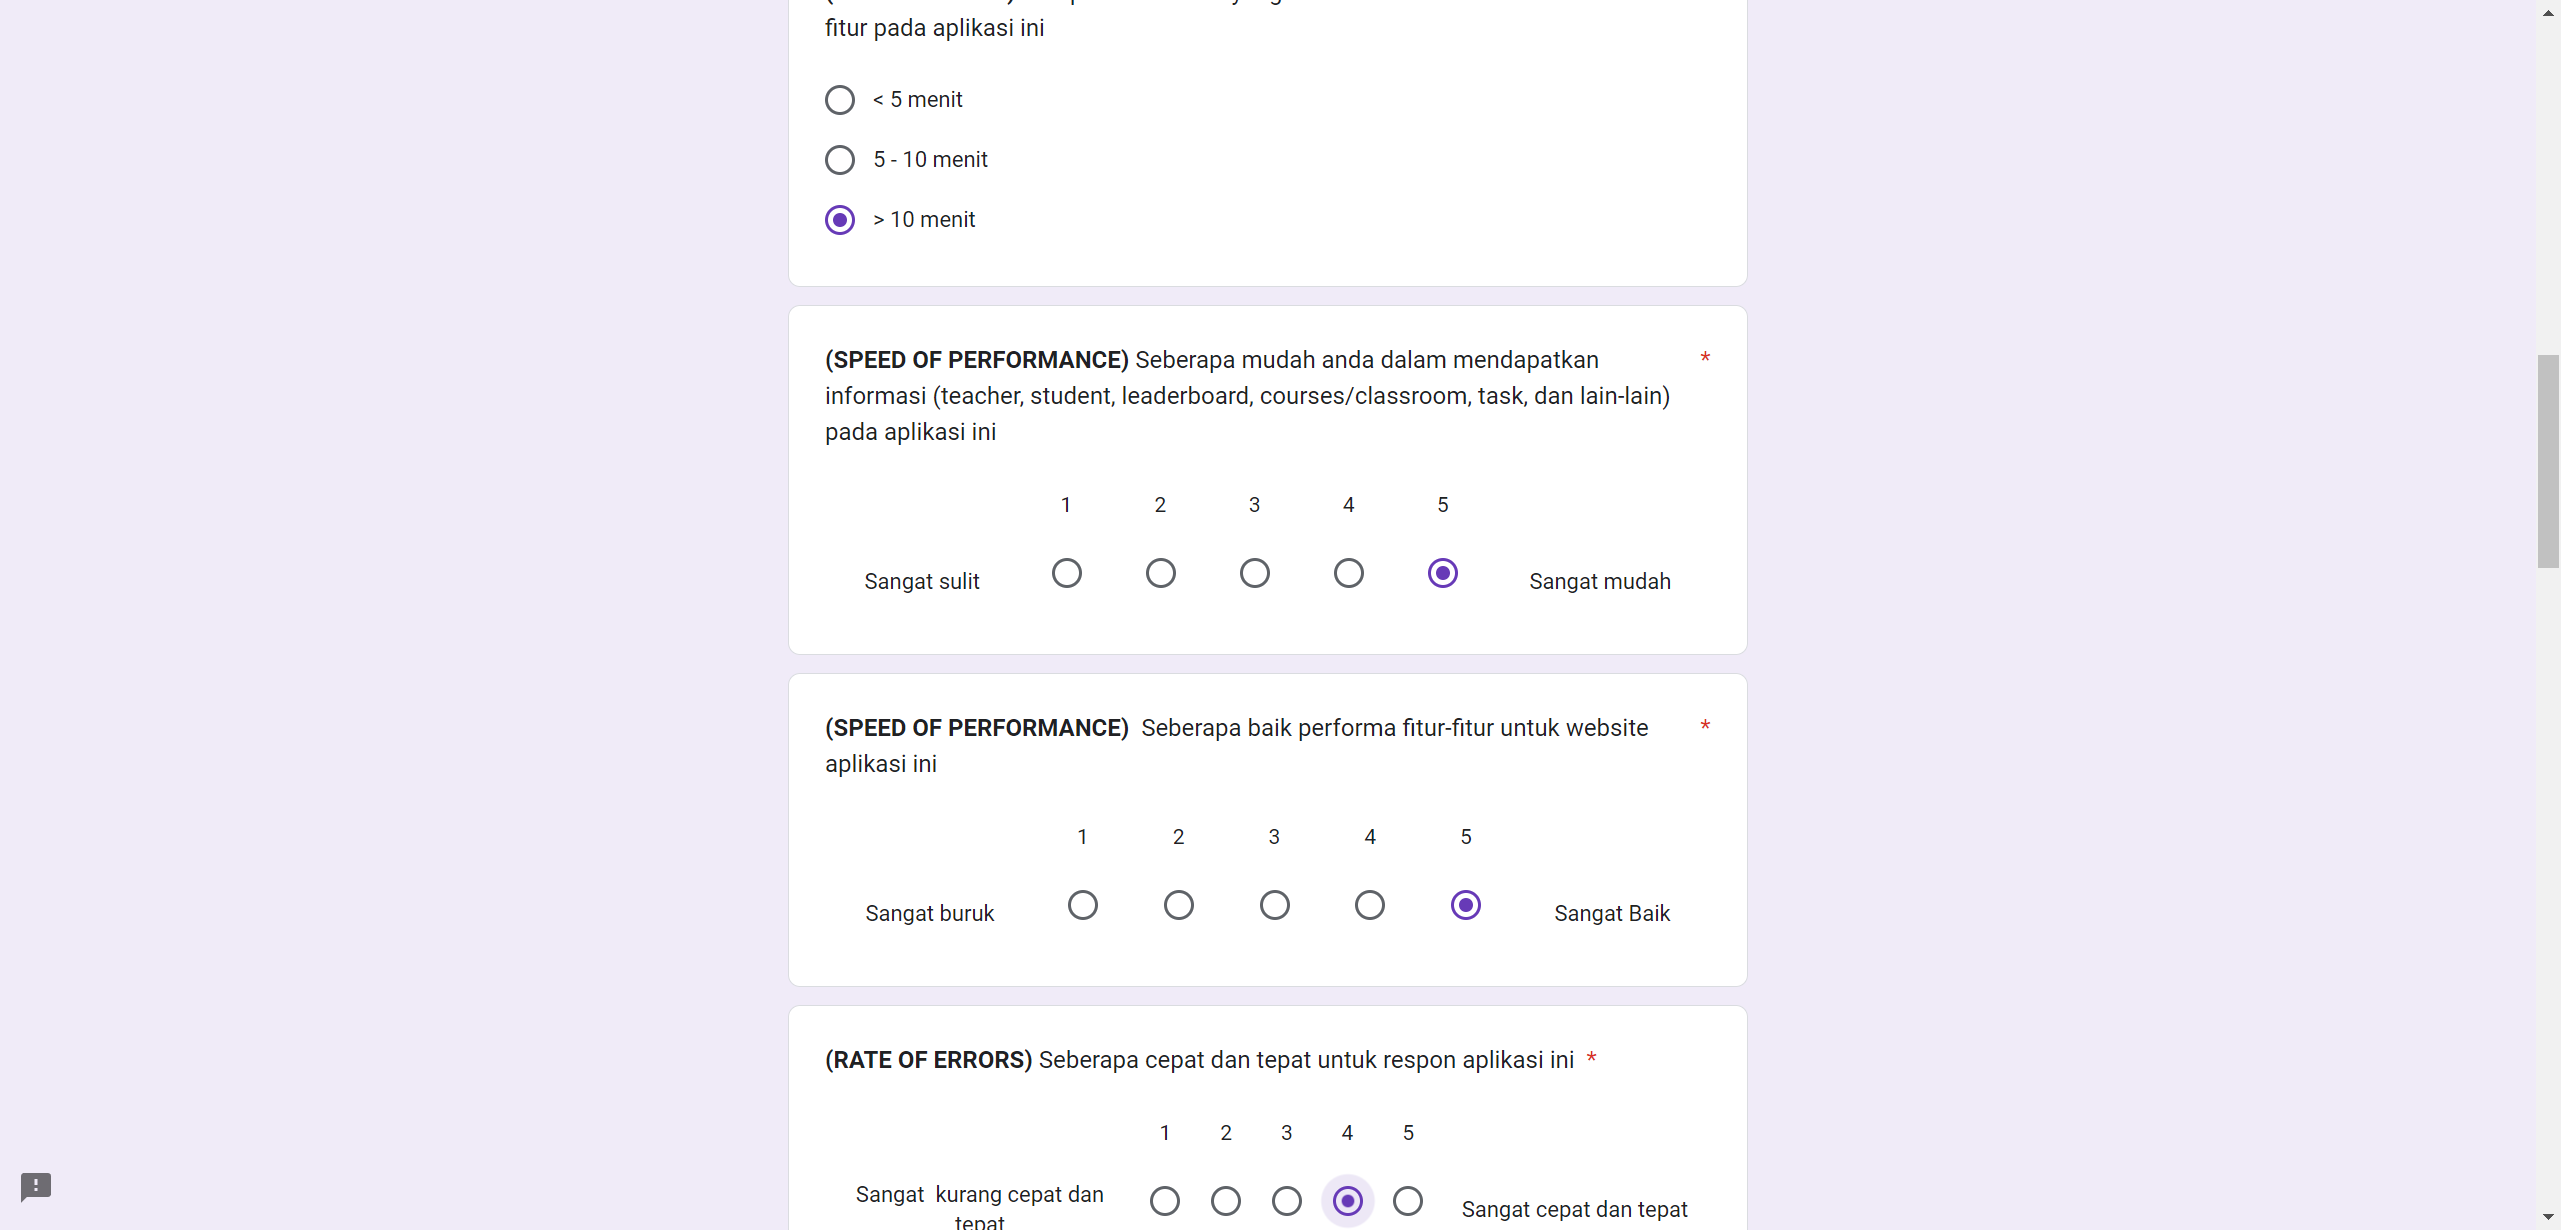 fitur pada aplikasi ini
< 5 menit
5 - 10 menit
> 10 menit
(SPEED OF PERFORMANCE) Seberapa mudah anda dalam mendapatkan *
informasi (teacher, student, leaderboard, courses/classroom, task, dan lain-lain)
pada aplikasi ini
1 2 3 4 5
Sangat sulit Sangat mudah
(SPEED OF PERFORMANCE)  Seberapa baik performa fitur-fitur untuk website *
aplikasi ini
1 2 3 4 5
Sangat buruk Sangat Baik
(RATE OF ERRORS) Seberapa cepat dan tepat untuk respon aplikasi ini *
1 2 3 4 5
Sangat  kurang cepat dan Sangat cepat dan tepat
tepat